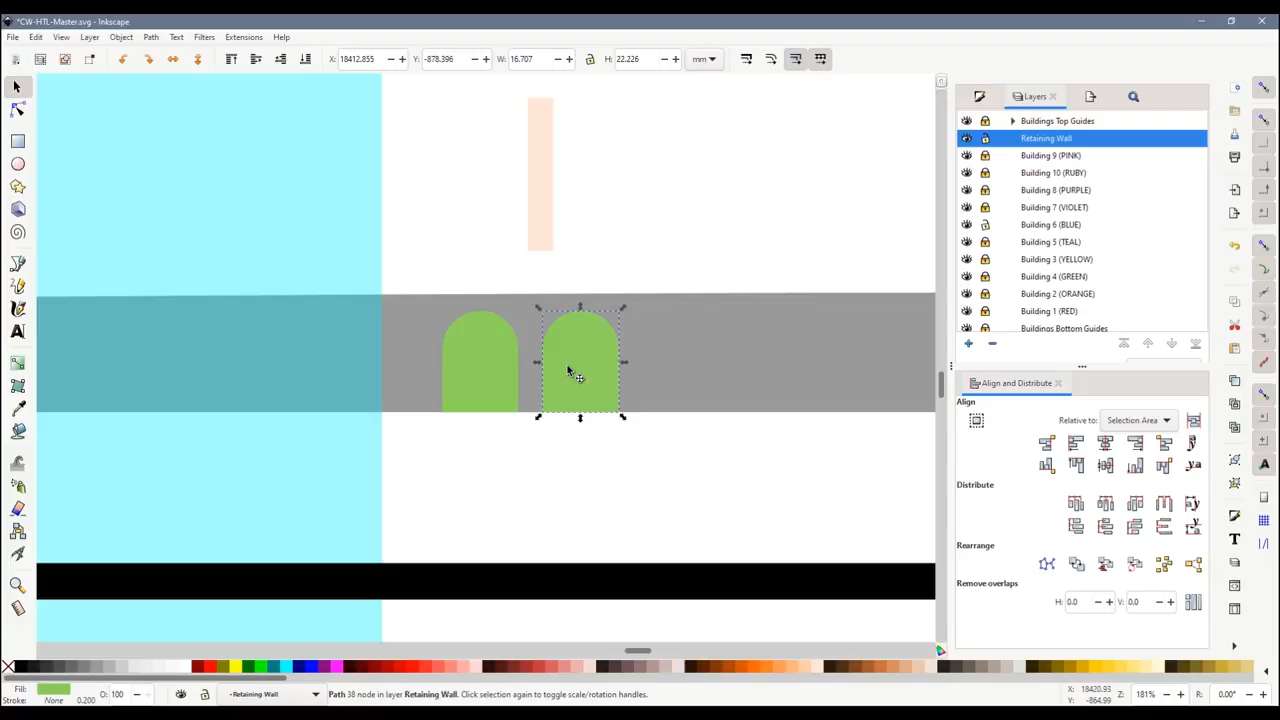 *CW-HTL-Master.svg - Inkscape
File Edit View Layer Object Path Text Filters Extensions Help
X: 18412.855 Y: -878.396 W: 16.707 H: 22.226 mm
Layers
Buildings Top Guides
Retaining Wall
Building 9 (PINK)
Building 10 (RUBY)
Building 8 (PURPLE)
Building 7 (VIOLET)
Building 6 (BLUE)
Building 5 (TEAL)
Building 3 (YELLOW)
Building 4 (GREEN)
Building 2 (ORANGE)
Building 1 (RED)
Buildings Bottom Guides
Align and Distribute
Align
Relative to: Selection Area
Distribute
Rearrange
Remove overlaps
H: 0.0 V: 0.0
Fill:
Stroke: None 0.200
O: 100
Retaining Wall
Path 38 node in layer Retaining Wall. Click selection again to toggle scale/rotation handles.
X: 18420.93
Y: -864.99
Z: 181%
R: 0.00°